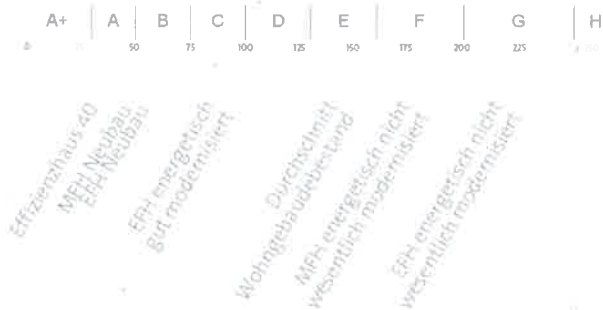 A+ A B C D E F G H
50 75 100 125 150 175 200 225
Effizienzhaus 40
MFH Neubau
EFH Neubau
EFH energetisch
gut modernisiert
Durchschnitt
Wohngebäudebestand
MFH energetisch nicht
wesentlich modernisiert
EFH energetisch nicht
wesentlich modernisiert